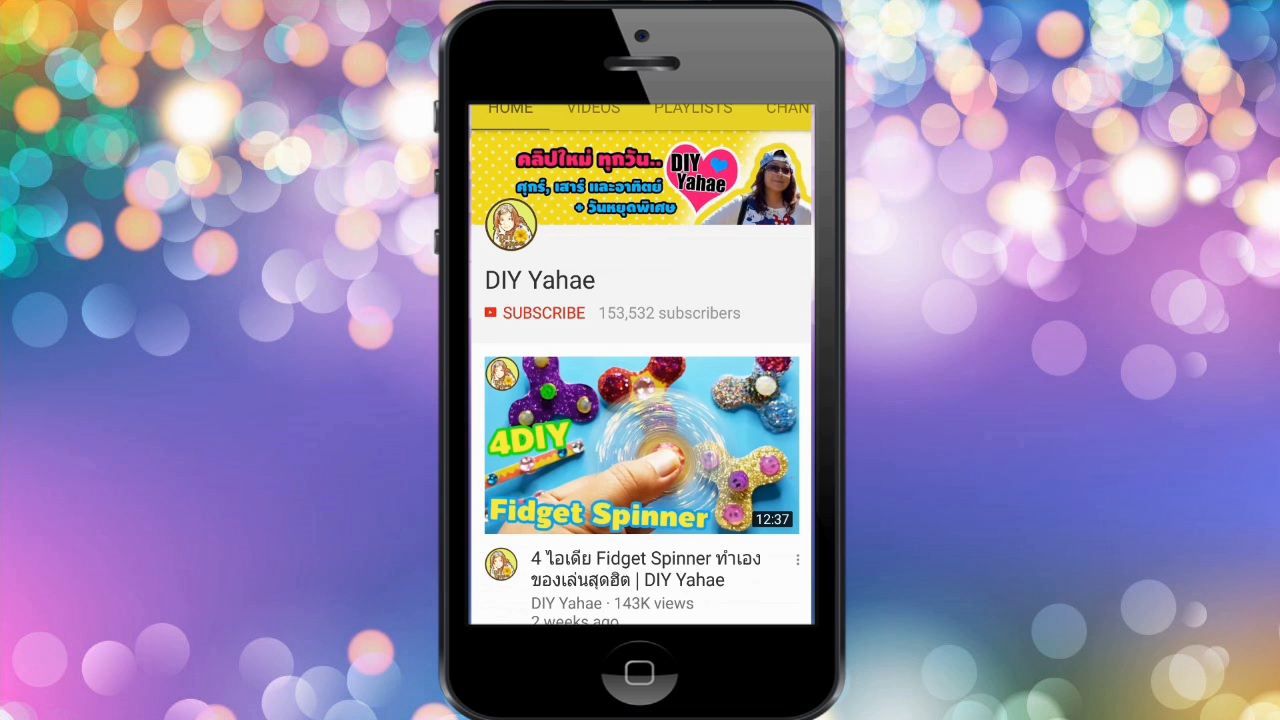 HOME VIDEOS PLAYLISTS CHAN
คลิปใหม่ ทุกวัน..
ศุกร์, เสาร์ และอาทิตย์
+ วันหยุดพิเศษ
DIY
Yahae
DIY Yahae
SUBSCRIBE 153,532 subscribers
4DIY
Fidget Spinner
12:37
4 ไอเดีย Fidget Spinner ทำเอง
ของเล่นสุดฮิต | DIY Yahae
DIY Yahae · 143K views
2 weeks ago